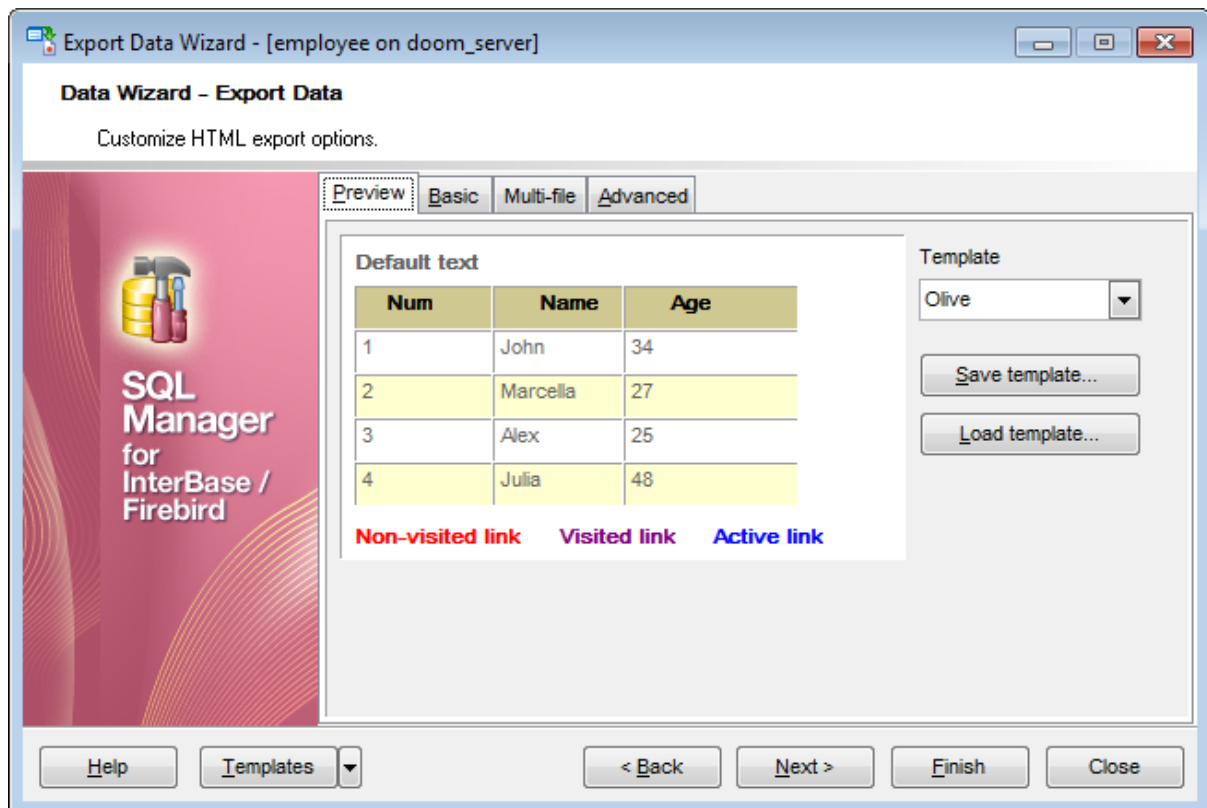 Export Data Wizard - [employee on doom_server]
Data Wizard - Export Data
Customize HTML export options.
SQL
Manager
for
InterBase /
Firebird
Preview Basic Multi-file Advanced
Default text
Num Name Age
1 John 34
2 Marcella 27
3 Alex 25
4 Julia 48
Non-visited link Visited link Active link
Template
Olive
Save template...
Load template...
Help Templates < Back Next > Finish Close